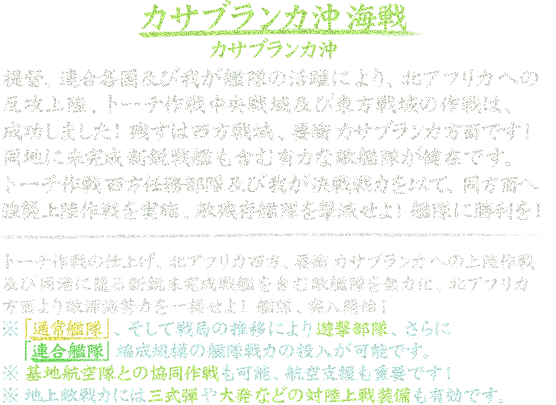 カサブランカ沖海戦
カサブランカ沖
提督、連合各国及び我が艦隊の活躍により、北アフリカへの
反攻上陸、トーチ作戦中央戦域及び東方戦域の作戦は、
成功しました！残すは西方戦域、要衝カサブランカ方面です！
同地に未完成新鋭戦艦も含む有力な敵艦隊が健在です。
トーチ作戦西方任務部隊及び我が決戦戦力を以て、同方面へ
強襲上陸作戦を実施、敵残存艦隊を撃滅せよ！艦隊に勝利を！
トーチ作戦の仕上げ、北アフリカ西方、要衝カサブランカへの上陸作戦
及び同港に籠る新鋭未完成戦艦を含む敵艦隊を無力化、北アフリカ
方面より敵深海勢力を一掃せよ！艦隊、突入開始！
※「通常艦隊」、そして戦局の推移により遊撃部隊、さらに
「連合艦隊」編成規模の艦隊戦力の投入が可能です。
※ 基地航空隊との協同作戦も可能、航空支援も重要です！
※ 地上敵戦力には三式弾や大発などの対陸上戦装備も有効です。